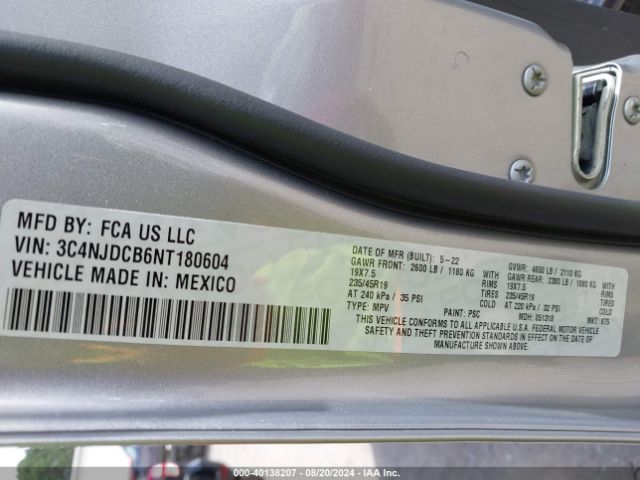 MFD BY: FCA US LLC
VIN: 3C4NJDCB6NT180604
VEHICLE MADE IN: MEXICO
DATE OF MFR (BUILT): 5-22
GAWR FRONT: 2600 LB / 1180 KG
19X7.5 RIMS
235/45R19 TIRES
AT 240 kPa / 35 PSI COLD
TYPE: MPV PAINT: PSC
GVWR: 4650 LB / 2110 KG
GAWR REAR: 2380 LB / 1080 KG
19X7.5 RIMS
235/45R19 TIRES
AT 220 kPa / 32 PSI COLD
MDH: 051318 MKT: 875
THIS VEHICLE CONFORMS TO ALL APPLICABLE U.S.A. FEDERAL MOTOR VEHICLE
SAFETY AND THEFT PREVENTION STANDARDS IN EFFECT ON THE DATE OF
MANUFACTURE SHOWN ABOVE.
000-40138207 - 08/20/2024 - IAA Inc.